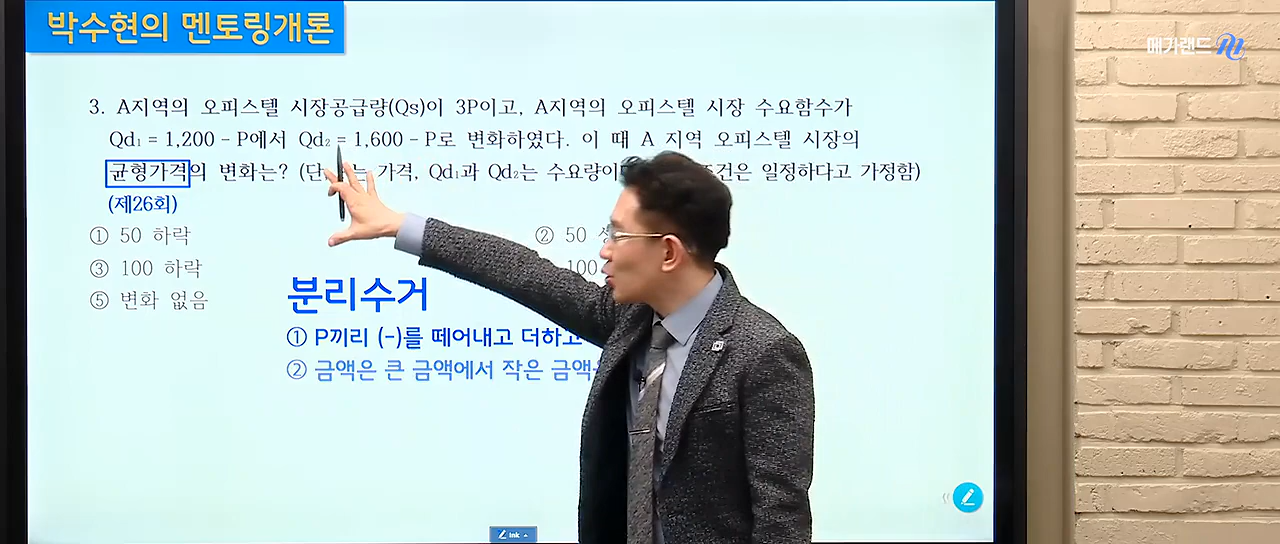 박수현의 멘토링개론
메가랜드
3. A지역의 오피스텔 시장공급량(Qs)이 3P이고, A지역의 오피스텔 시장 수요함수가
Qd₁ = 1,200 - P에서 Qd₂ = 1,600 - P로 변화하였다. 이 때 A 지역 오피스텔 시장의
균형가격의 변화는? (단 는 가격, Qd₁과 Qd₂는 수요량이 조건은 일정하다고 가정함)
(제26회)
① 50 하락
② 50
③ 100 하락
100
⑤ 변화 없음
분리수거
① P끼리 (-)를 떼어내고 더하고
② 금액은 큰 금액에서 작은 금액
Ink